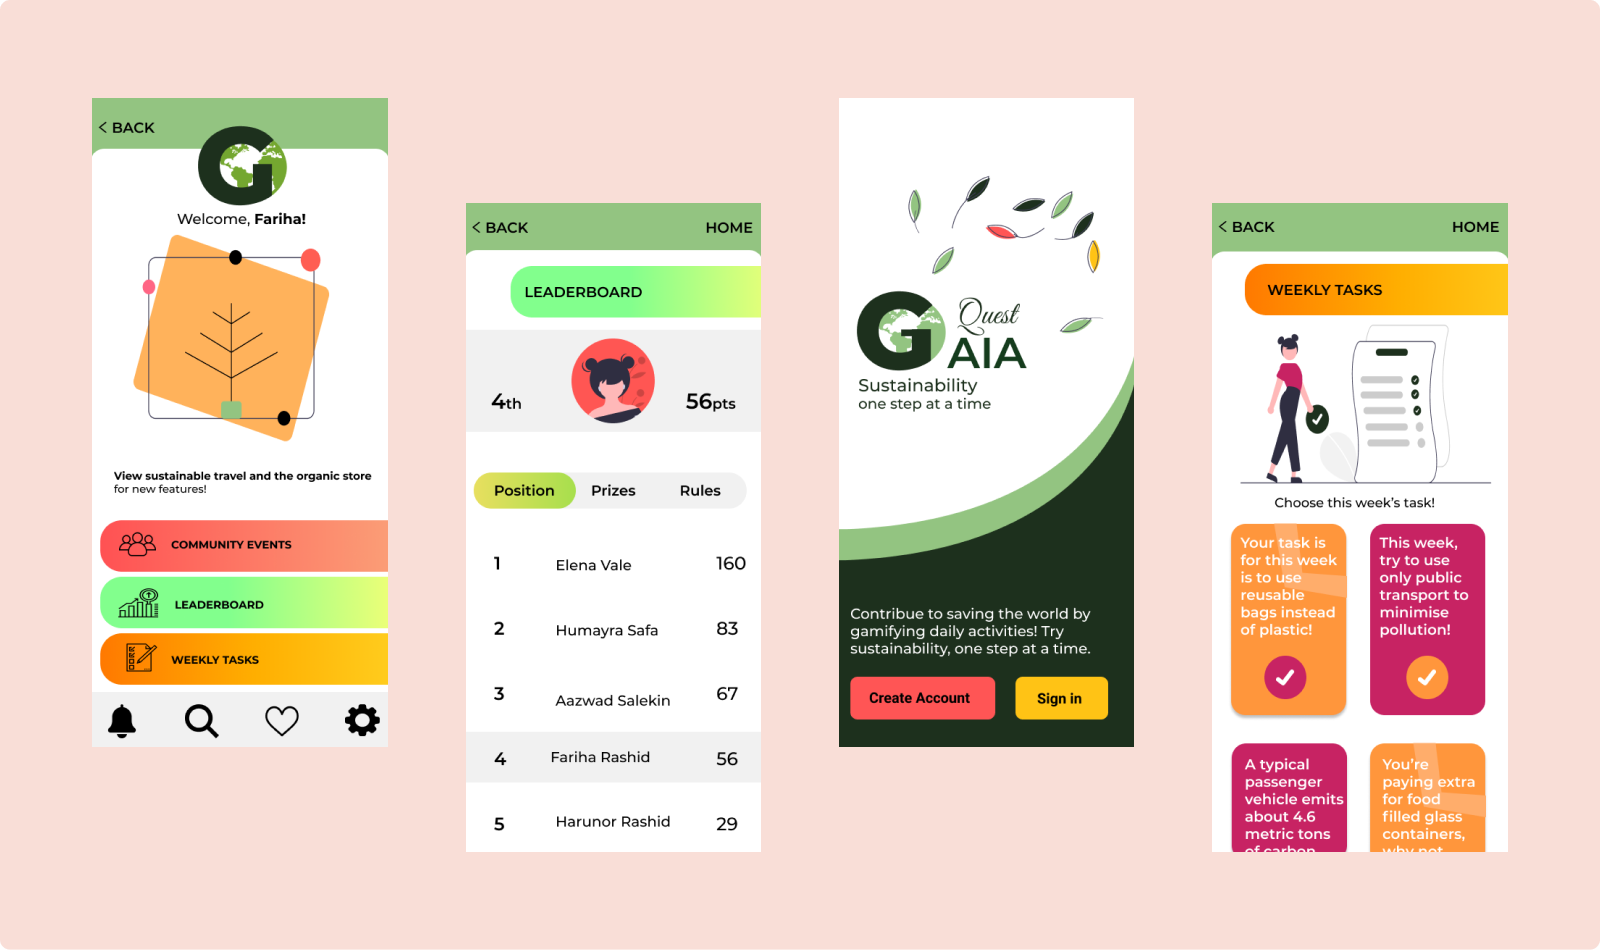 < BACK
G
Welcome, Fariha!
View sustainable travel and the organic store
for new features!
COMMUNITY EVENTS
LEADERBOARD
WEEKLY TASKS
< BACK HOME
LEADERBOARD
4th 56pts
Position Prizes Rules
1 Elena Vale 160
2 Humayra Safa 83
3 Aazwad Salekin 67
4 Fariha Rashid 56
5 Harunor Rashid 29
Quest
GAIA
Sustainability
one step at a time
Contribue to saving the world by
gamifying daily activities! Try
sustainability, one step at a time.
Create Account Sign in
< BACK HOME
WEEKLY TASKS
Choose this week's task!
Your task is
for this week
is to use
reusable
bags instead
of plastic!
This week,
try to use
only public
transport to
minimise
pollution!
A typical
passenger
vehicle emits
about 4.6
metric tons
of carbon
You're
paying extra
for food
filled glass
containers,
why not